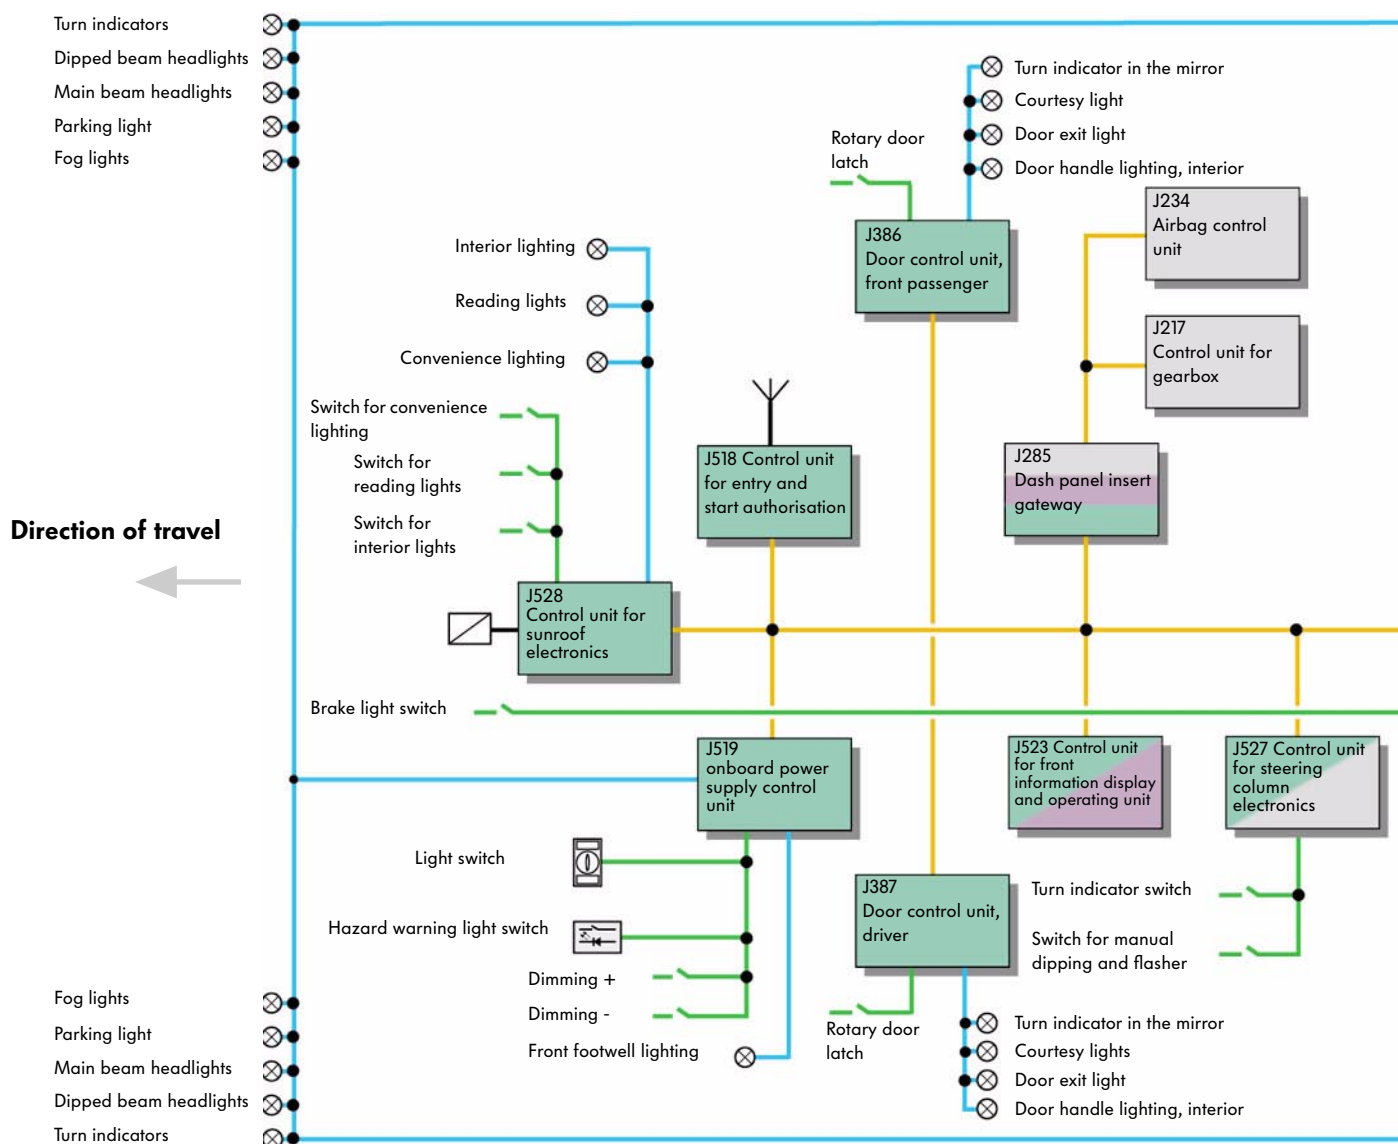 Turn indicators
Dipped beam headlights
Main beam headlights
Parking light
Fog lights
Turn indicator in the mirror
Courtesy light
Door exit light
Door handle lighting, interior
Rotary door
latch
J386
Door control unit,
front passenger
J234
Airbag control
unit
J217
Control unit for
gearbox
Interior lighting
Reading lights
Convenience lighting
Switch for convenience
lighting
Switch for
reading lights
Switch for
interior lights
J518 Control unit
for entry and
start authorisation
J285
Dash panel insert
gateway
Direction of travel
J528
Control unit for
sunroof
electronics
Brake light switch
J519
onboard power
supply control
unit
J523 Control unit
for front
information display
and operating unit
J527 Control unit
for steering
column
electronics
Light switch
Hazard warning light switch
Dimming +
Dimming -
Front footwell lighting
J387
Door control unit,
driver
Turn indicator switch
Switch for manual
dipping and flasher
Rotary door
latch
Turn indicator in the mirror
Courtesy lights
Door exit light
Door handle lighting, interior
Fog lights
Parking light
Main beam headlights
Dipped beam headlights
Turn indicators